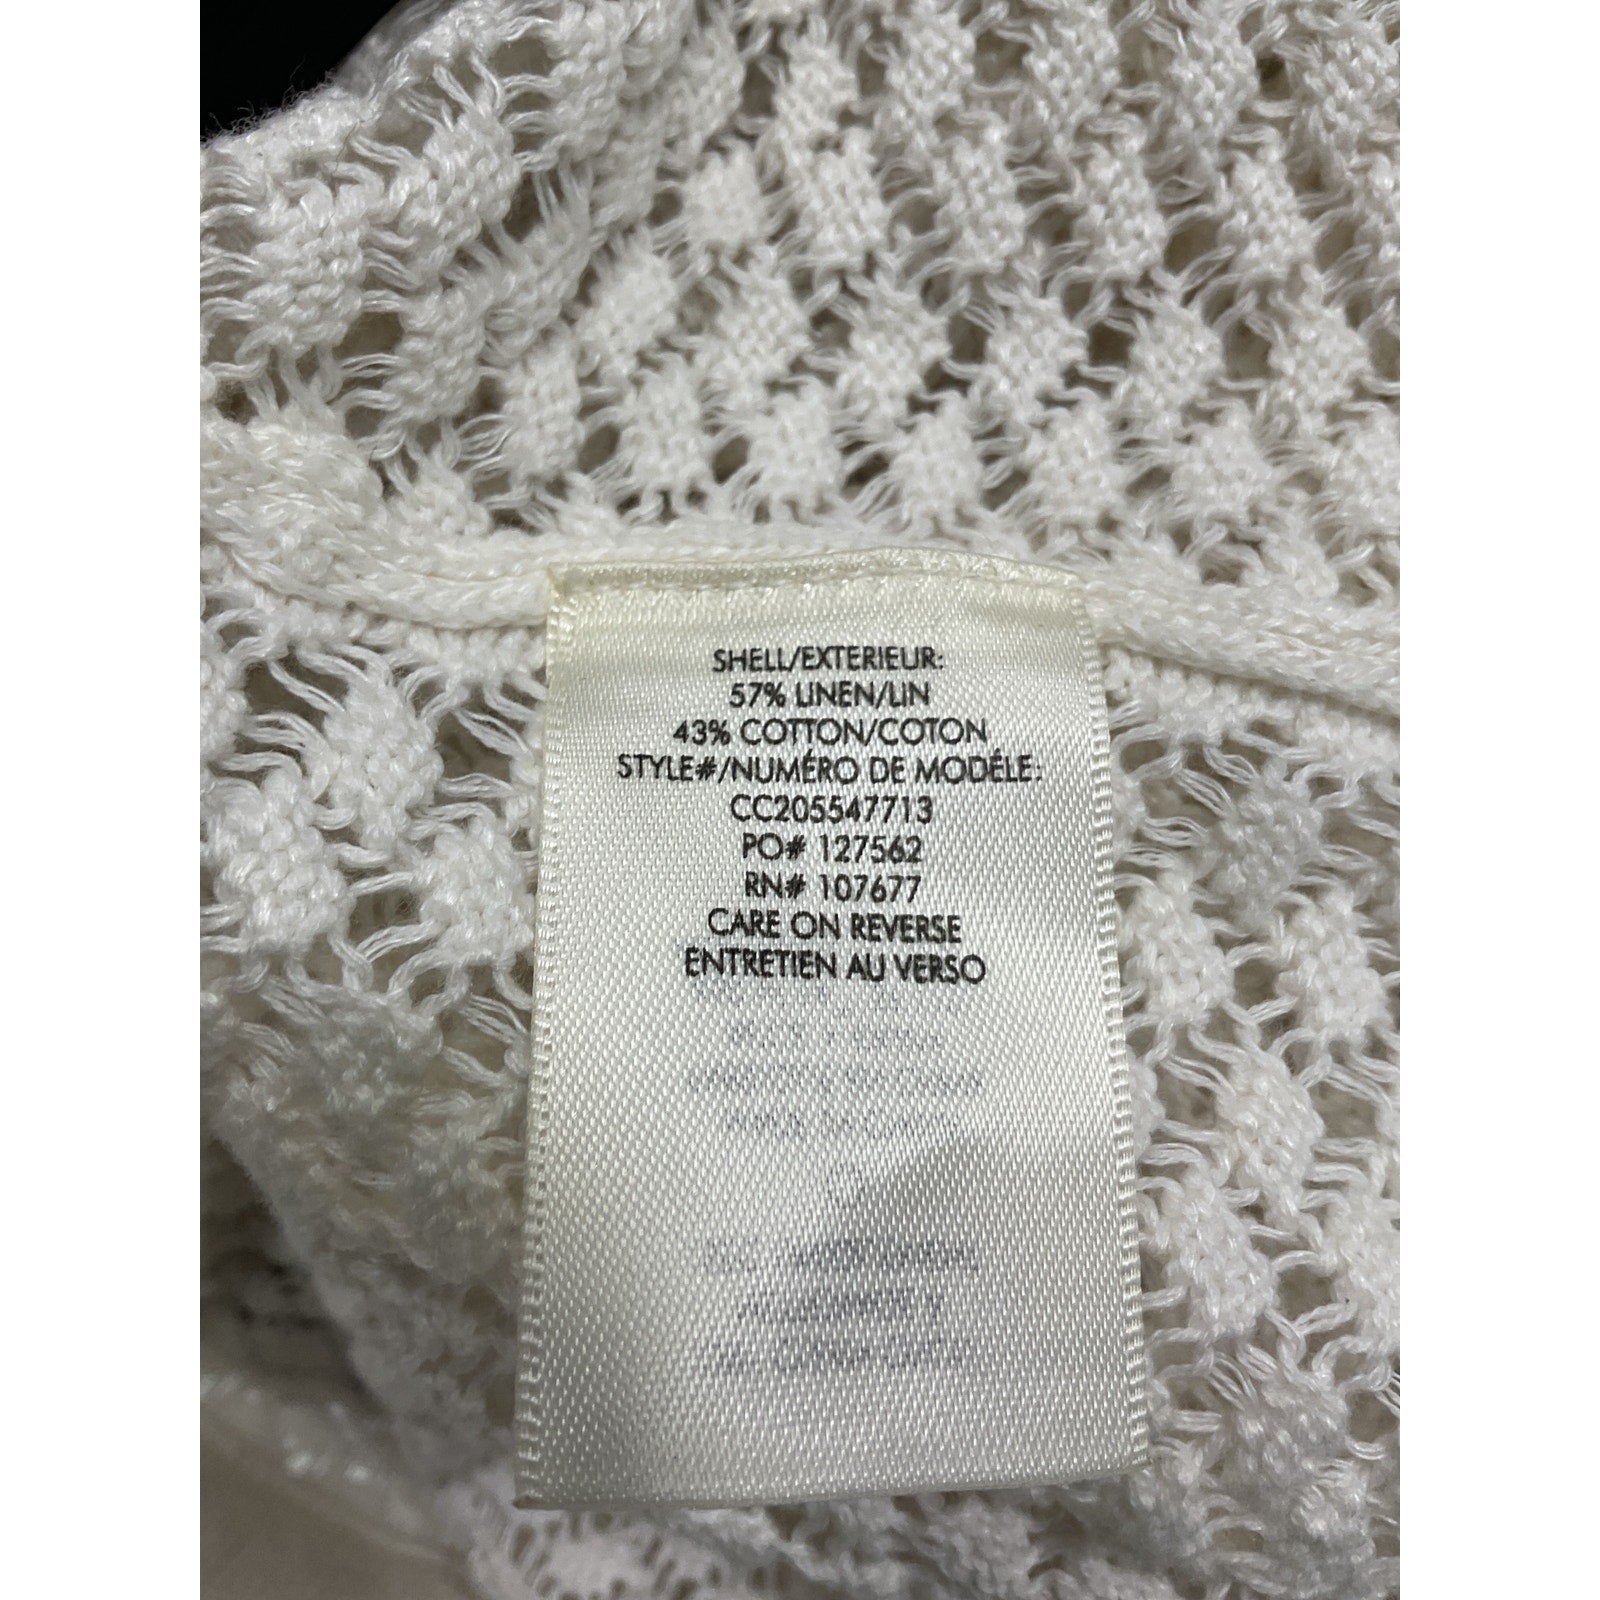 SHELL/EXTERIEUR:
57% LINEN/LIN
43% COTTON/COTON
STYLE#/NUMÉRO DE MODÉLE:
CC205547713
PO# 127562
RN# 107677
CARE ON REVERSE
ENTRETIEN AU VERSO